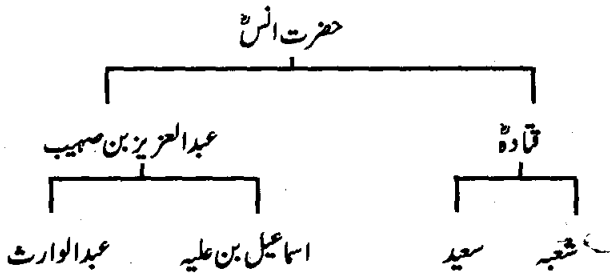 حضرت انسؓ
قتادہؓ عبدالعزیز بن صہیب
شعبہ سعید اسماعیل بن علیہ عبدالوارث